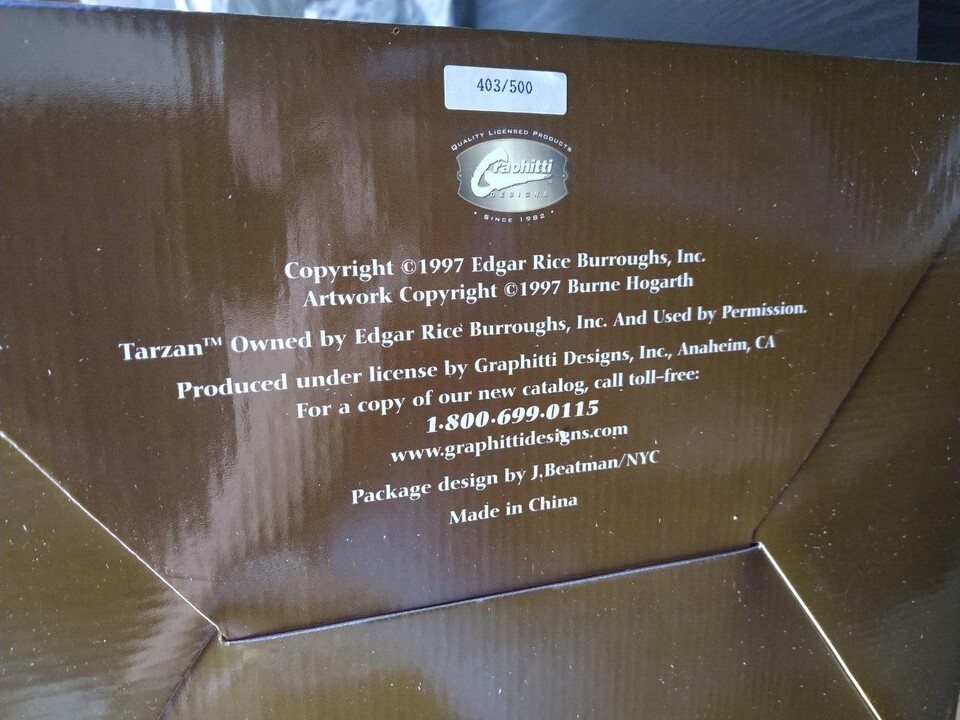 403/500
QUALITY LICENSED PRODUCTS
Graphitti
DESIGNS
• SINCE 1982 •
Copyright ©1997 Edgar Rice Burroughs, Inc.
Artwork Copyright ©1997 Burne Hogarth
Tarzan™ Owned by Edgar Rice Burroughs, Inc. And Used by Permission.
Produced under license by Graphitti Designs, Inc., Anaheim, CA
For a copy of our new catalog, call toll-free:
1•800•699•0115
www.graphittidesigns.com
Package design by J.Beatman/NYC
Made in China